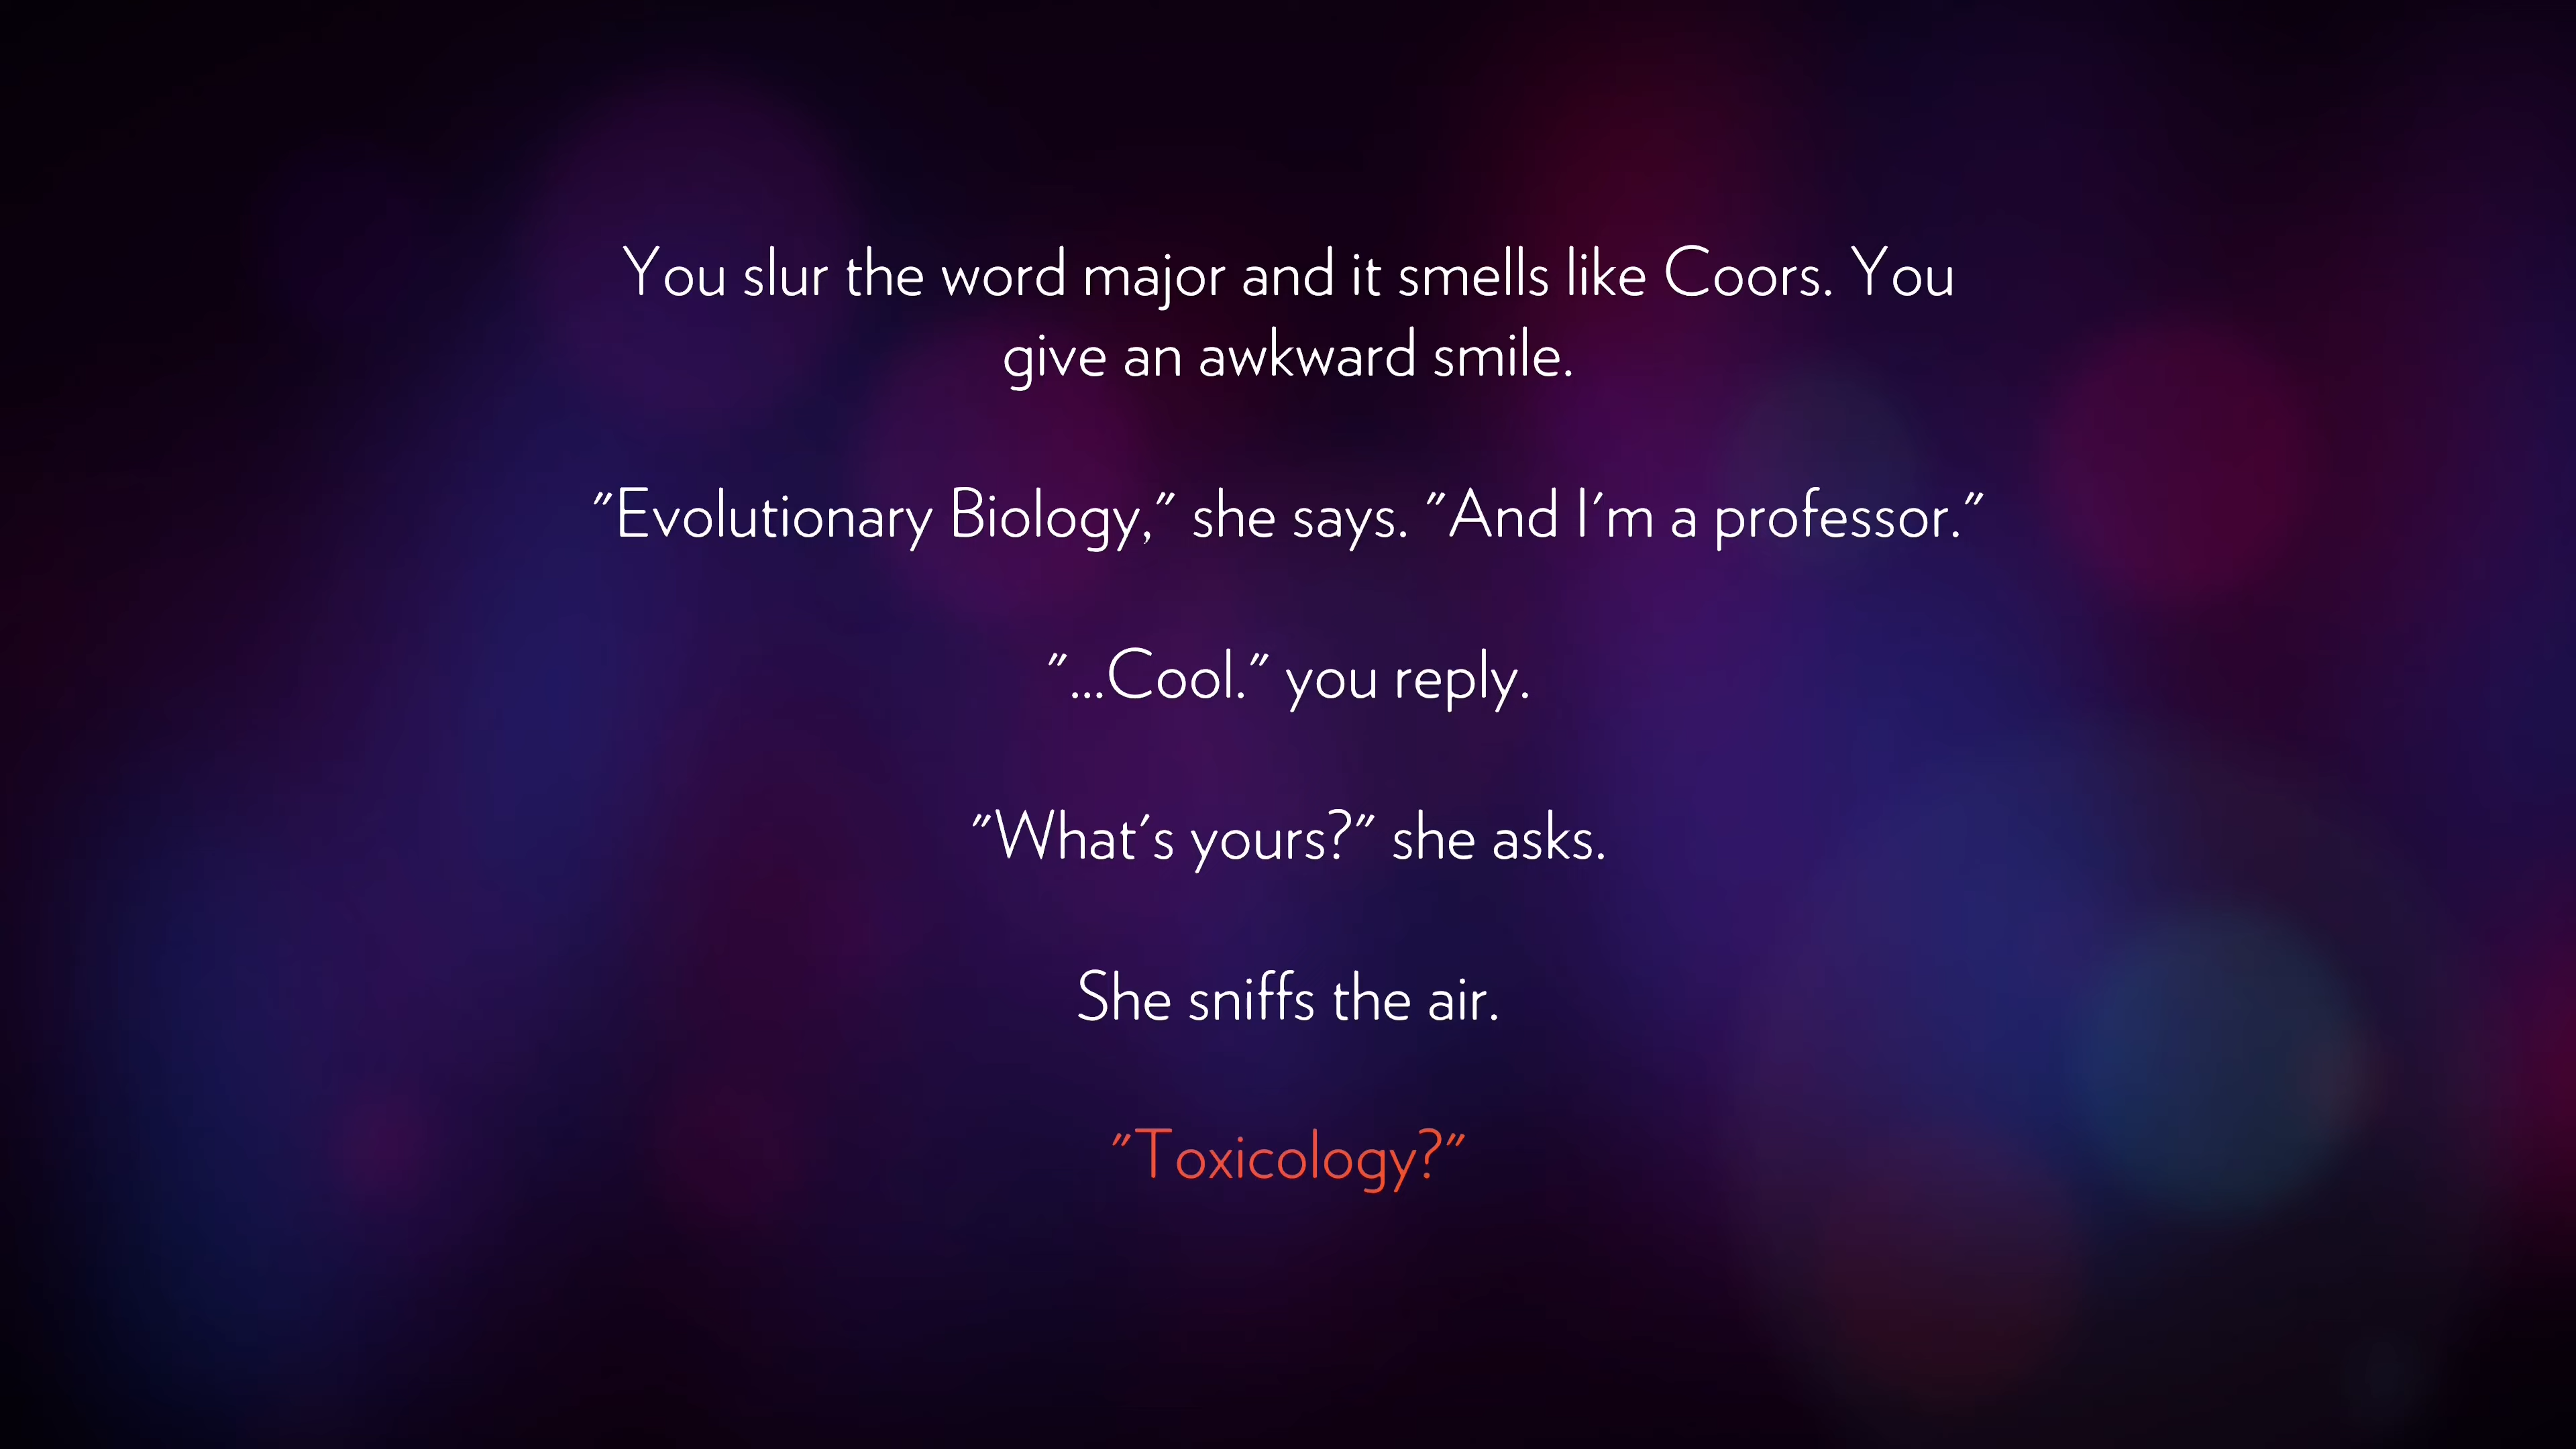 You slur the word major and it smells like Coors. You
give an awkward smile.
"Evolutionary Biology," she says. "And I'm a professor."
"...Cool." you reply.
"What's yours?" she asks.
She sniffs the air.
"Toxicology?"